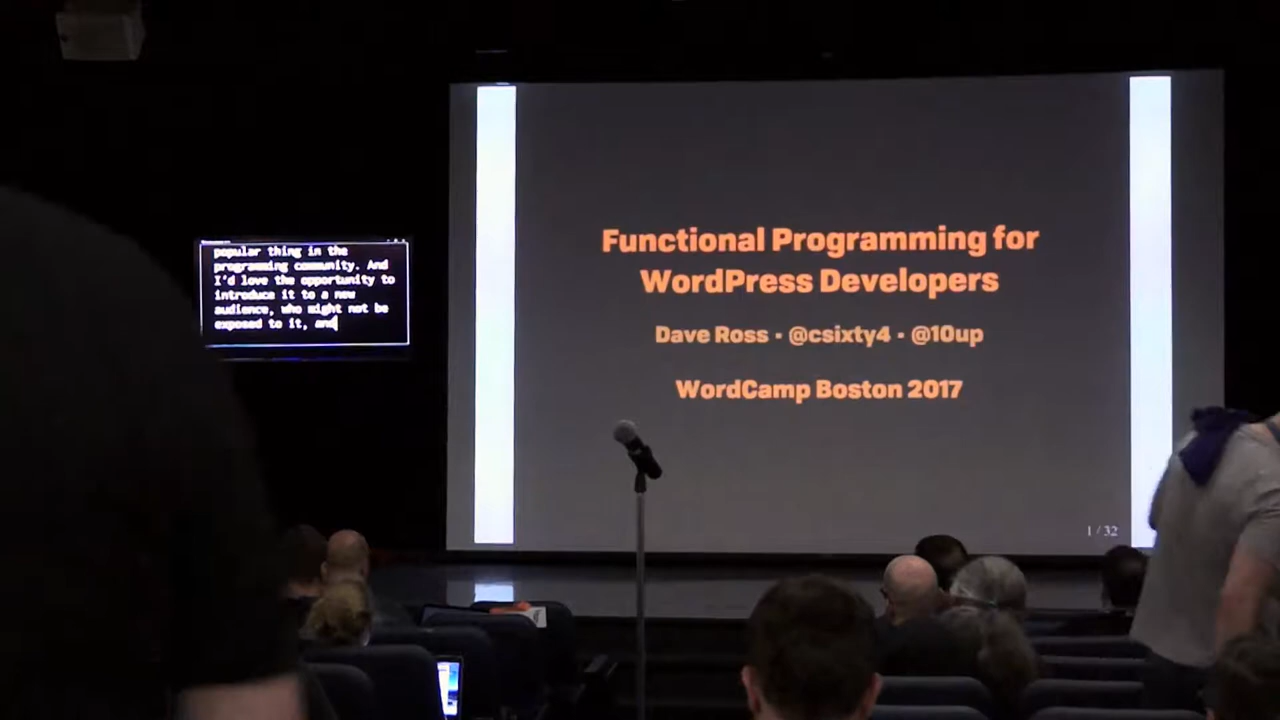 popular thing in the
programming community. And
I'd love the opportunity to
introduce it to a new
audience, who might not be
exposed to it, and
Functional Programming for
WordPress Developers
Dave Ross · @csixty4 · @10up
WordCamp Boston 2017
1 / 32